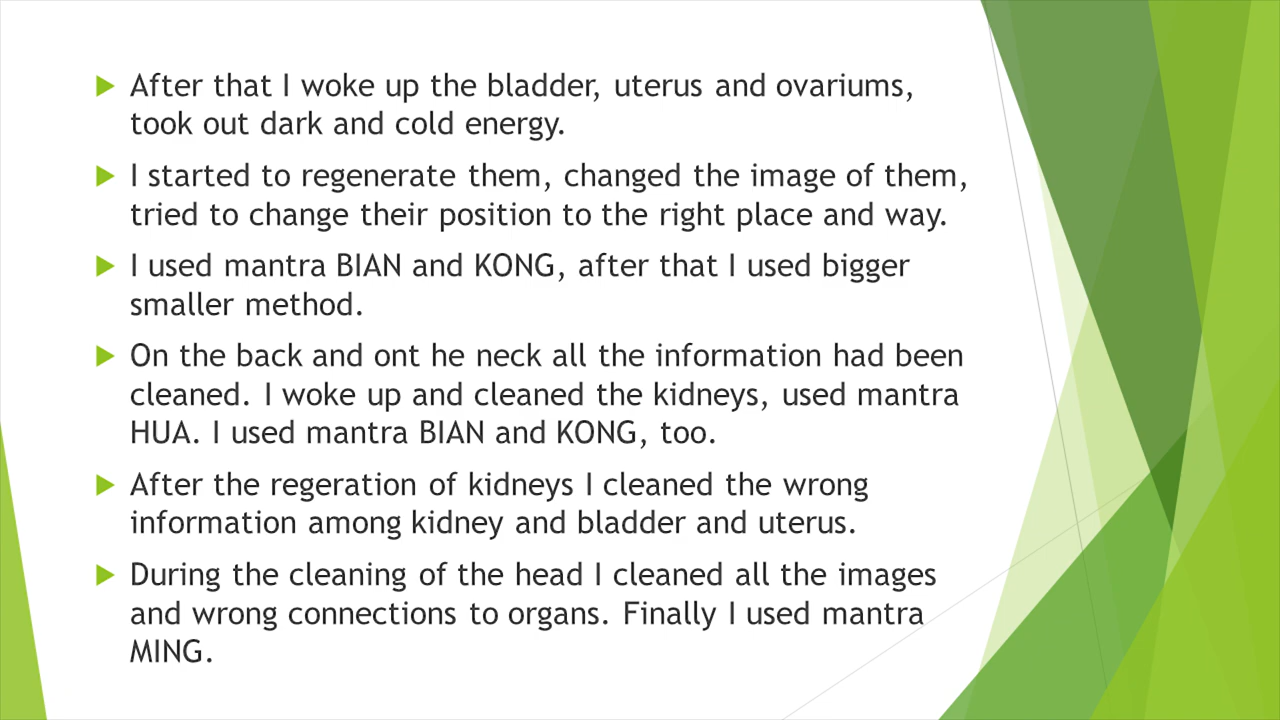 After that I woke up the bladder, uterus and ovariums,
took out dark and cold energy.
I started to regenerate them, changed the image of them,
tried to change their position to the right place and way.
I used mantra BIAN and KONG, after that I used bigger
smaller method.
On the back and ont he neck all the information had been
cleaned. I woke up and cleaned the kidneys, used mantra
HUA. I used mantra BIAN and KONG, too.
After the regeration of kidneys I cleaned the wrong
information among kidney and bladder and uterus.
During the cleaning of the head I cleaned all the images
and wrong connections to organs. Finally I used mantra
MING.